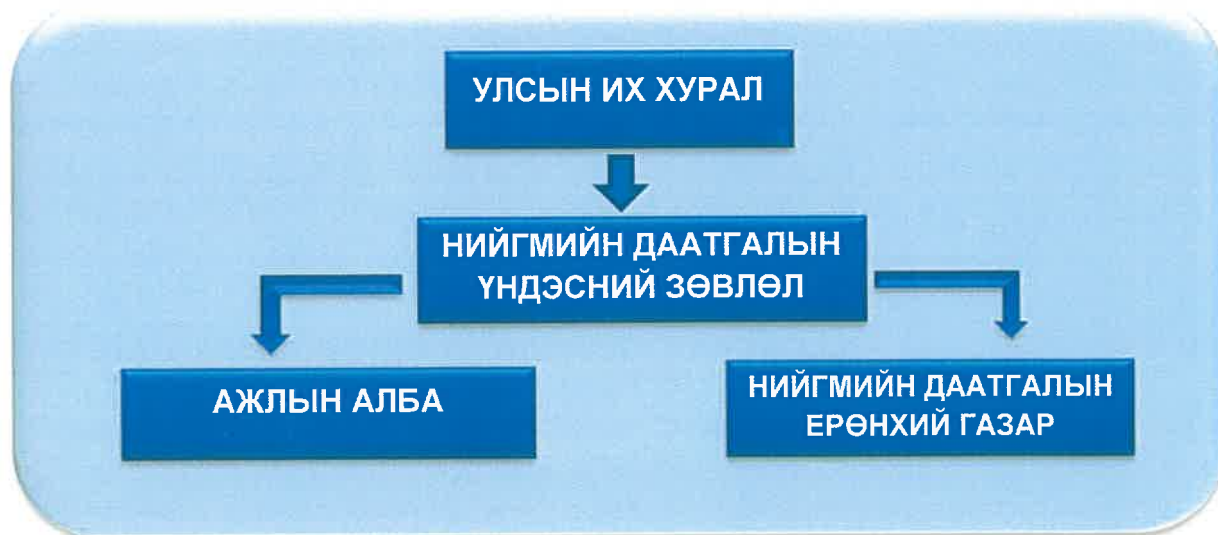 УЛСЫН ИХ ХУРАЛ
НИЙГМИЙН ДААТГАЛЫН
ҮНДЭСНИЙ ЗӨВЛӨЛ
АЖЛЫН АЛБА
НИЙГМИЙН ДААТГАЛЫН
ЕРӨНХИЙ ГАЗАР